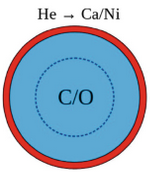 He → Ca/Ni
C/O